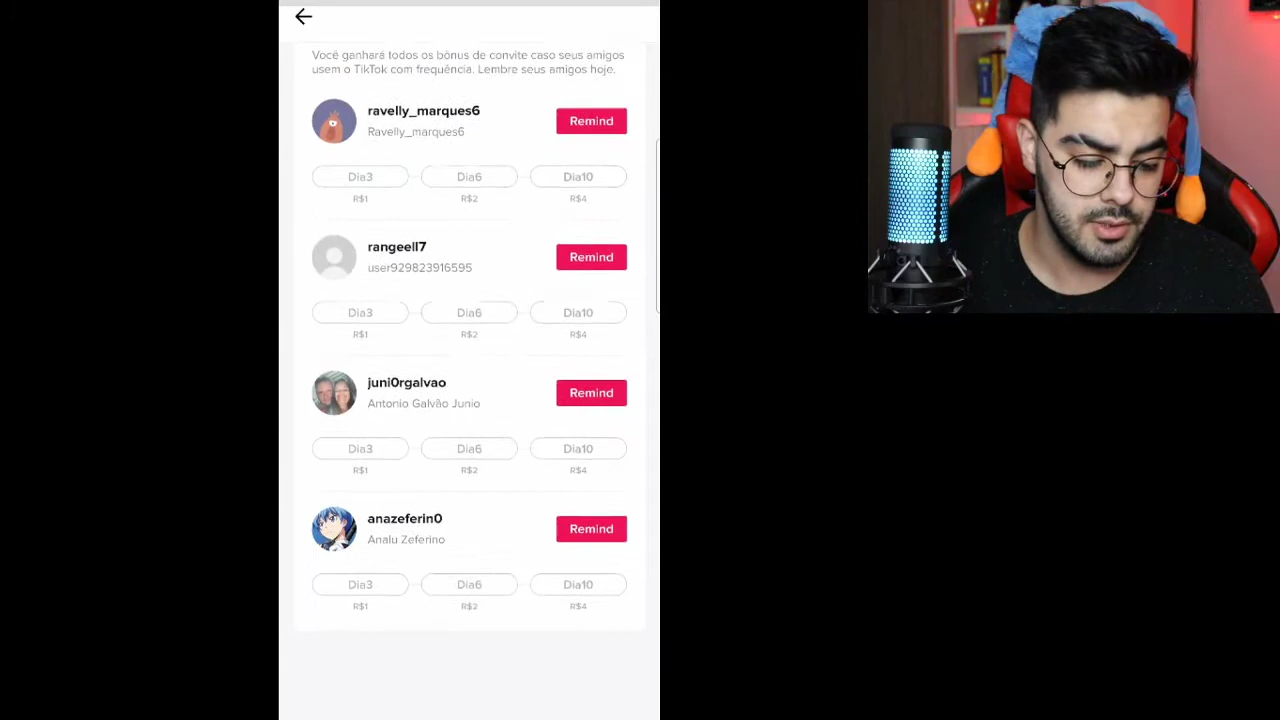 Você ganhará todos os bônus de convite caso seus amigos
usem o TikTok com frequência. Lembre seus amigos hoje.
ravelly_marques6
Ravelly_marques6
Remind
Dia3 Dia6 Dia10
R$1 R$2 R$4
rangeell7
user929823916595
Remind
Dia3 Dia6 Dia10
R$1 R$2 R$4
juni0rgalvao
Antonio Galvão Junio
Remind
Dia3 Dia6 Dia10
R$1 R$2 R$4
anazeferin0
Analu Zeferino
Remind
Dia3 Dia6 Dia10
R$1 R$2 R$4